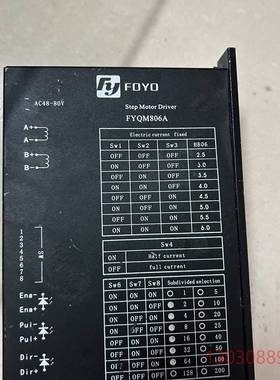 FY FOYO
Step Motor Driver
FYQM806A
AC48-80V
Electric current fixed
Sw1 Sw2 Sw3 R806
OFF OFF OFF 2.5
ON OFF OFF 3.0
OFF ON OFF 3.5
ON ON OFF 4.0
OFF OFF ON 4.5
ON OFF ON 5.0
OFF ON ON 5.5
ON ON ON 6.0
A+
A-
B+
B-
Sw4
ON Half current
OFF Full current
1
2
3
4
5
6
7
8
SW
Sw6 Sw7 Sw8 Subdivided selection
ON ON ON 1 5
OFF ON ON 2 10
ON OFF ON 4 20
OFF OFF ON 8 25
ON ON OFF 16 40
OFF ON OFF 32 50
ON OFF OFF 64 100
OFF OFF OFF 128 200
Ena-
Ena+
Pul-
Pul+
Dir-
Dir+